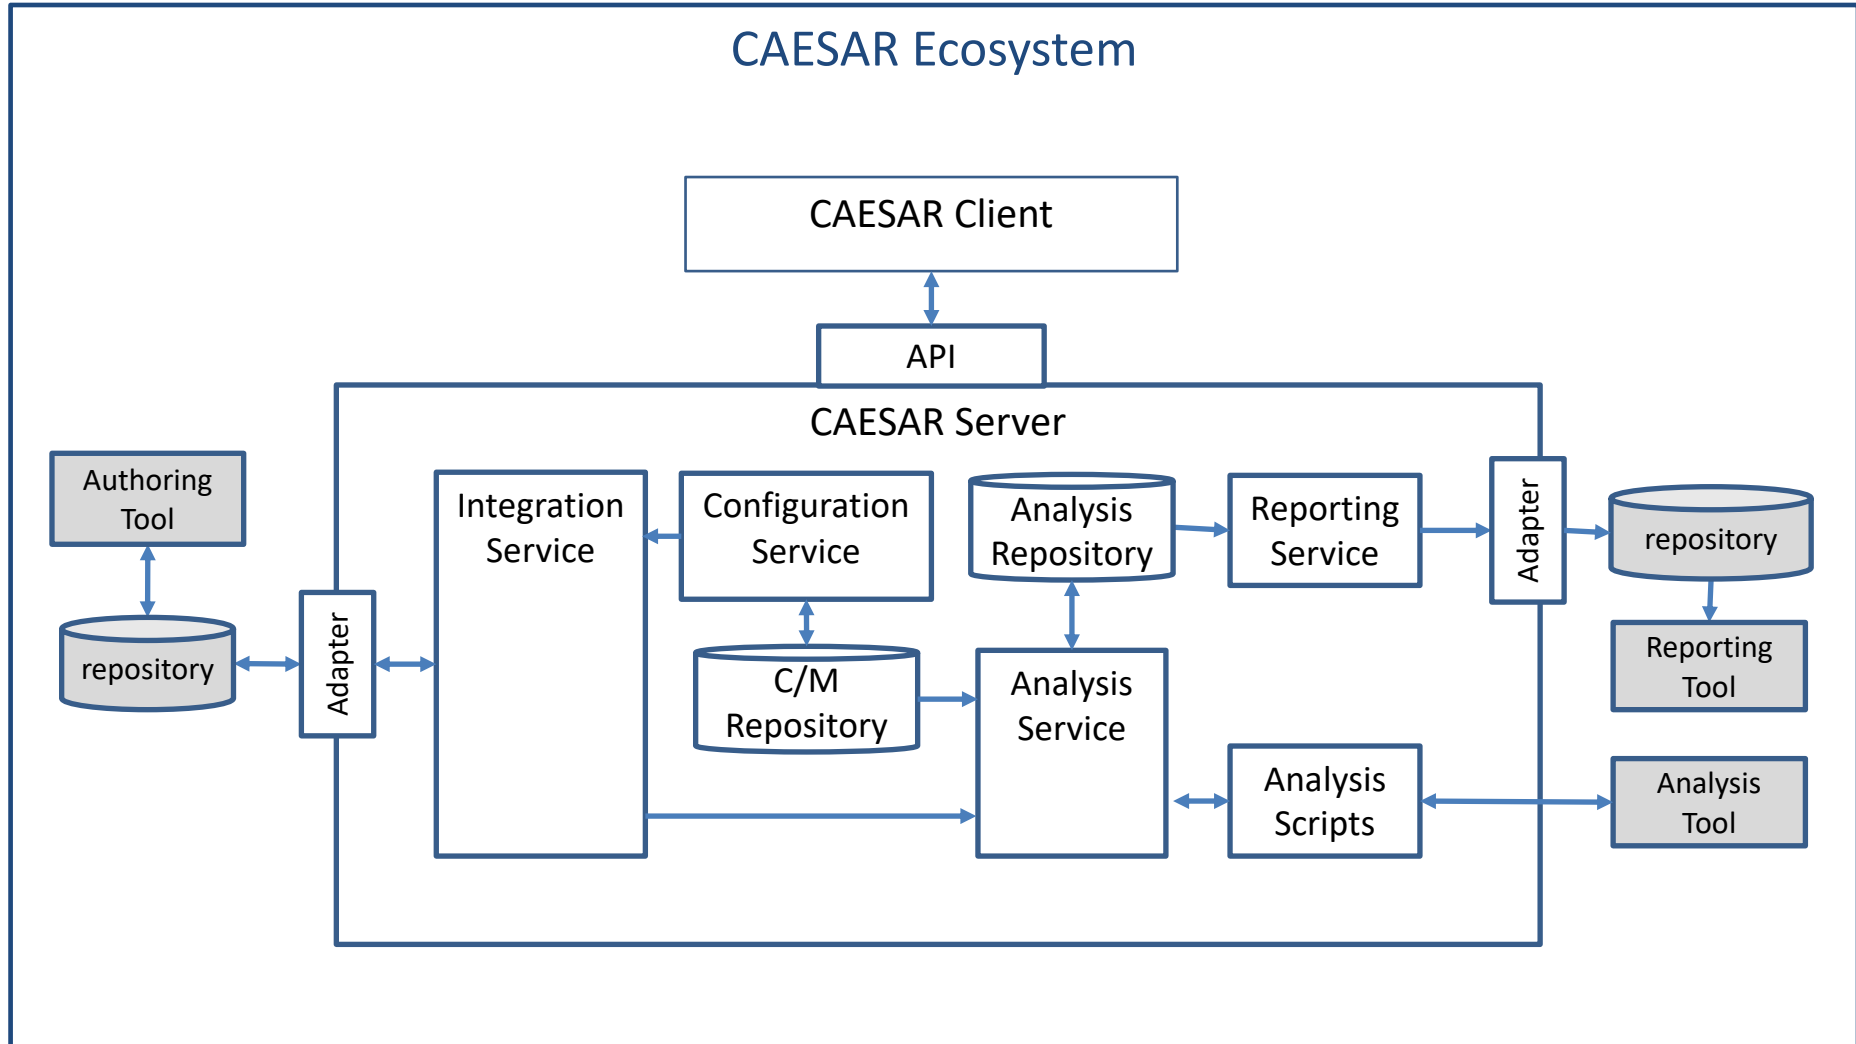 CAESAR Ecosystem
CAESAR Client
API
CAESAR Server
Authoring
Tool
repository
Adapter
Integration
Service
Configuration
Service
C/M
Repository
Analysis
Repository
Analysis
Service
Reporting
Service
Analysis
Scripts
Adapter
repository
Reporting
Tool
Analysis
Tool